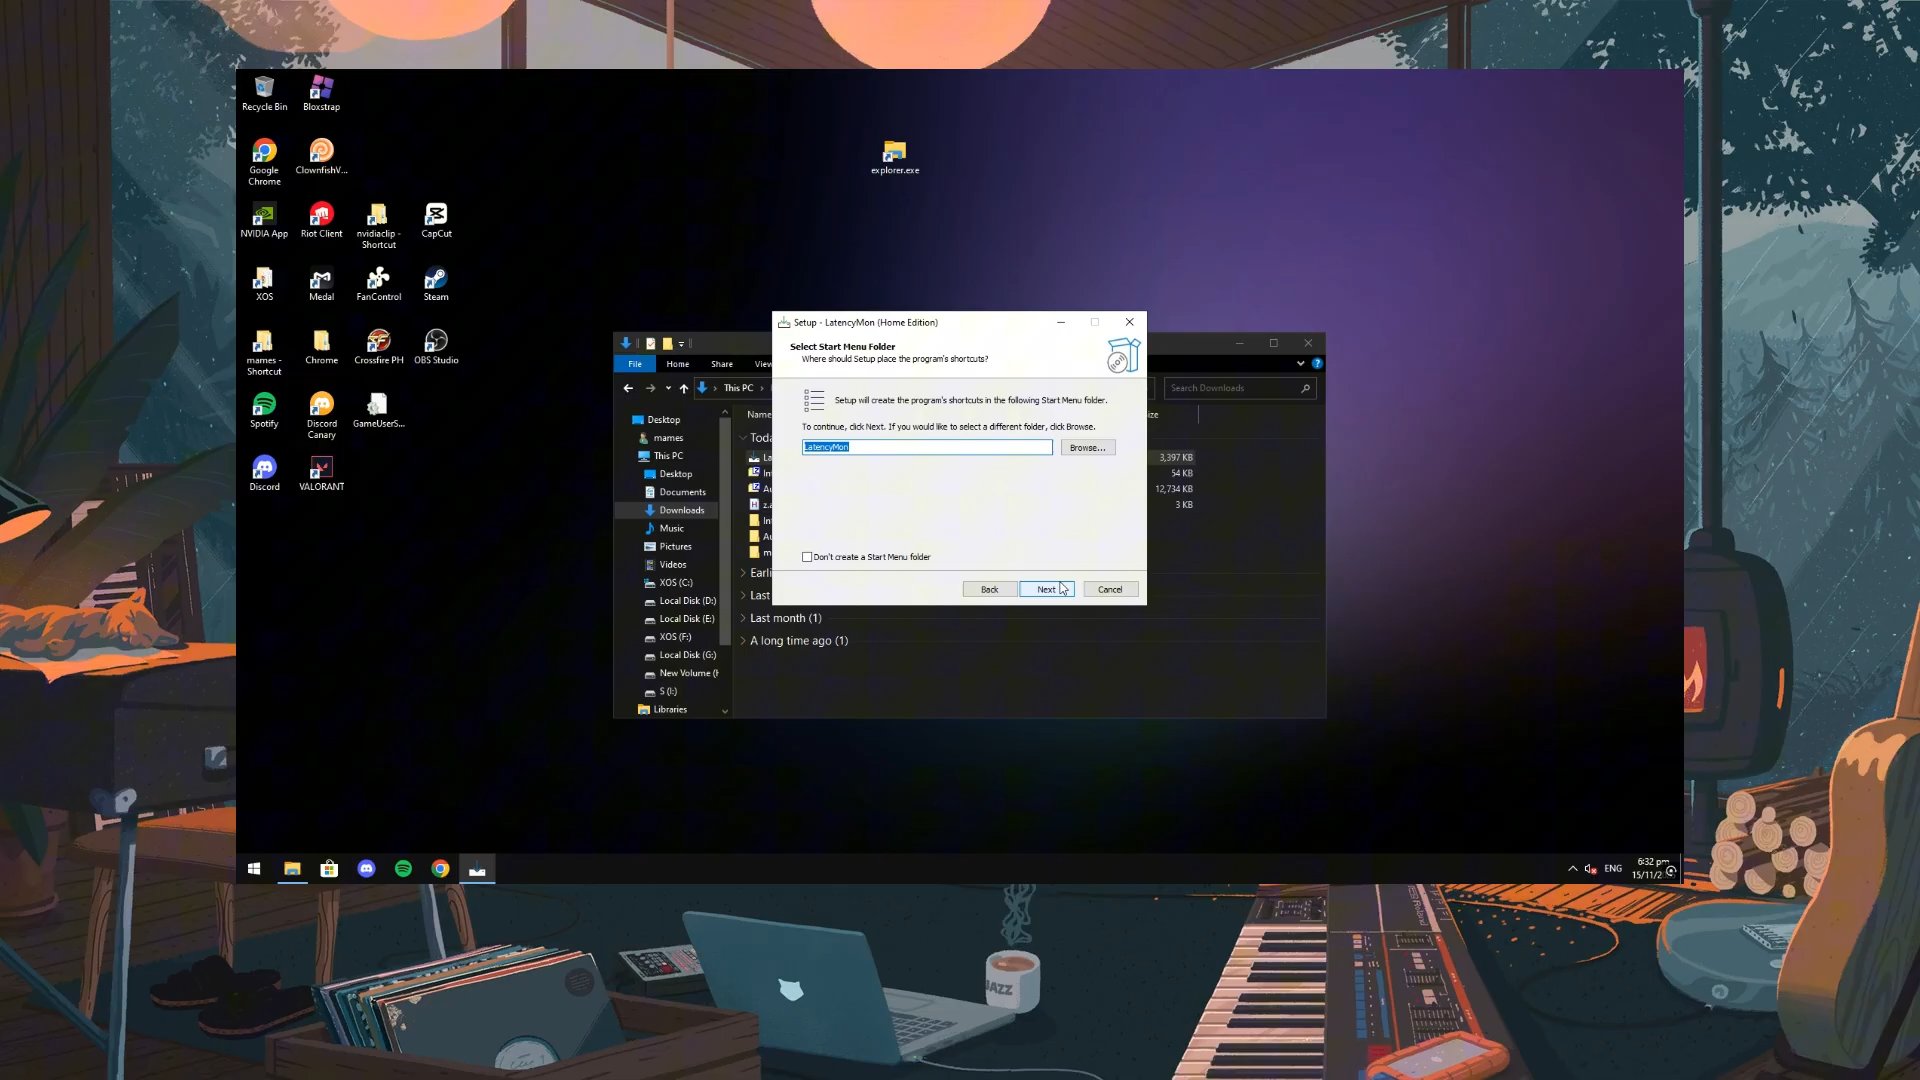 Recycle Bin
Bloxstrap
Google Chrome
ClownfishV...
explorer.exe
NVIDIA App
Riot Client
nvidiaclip - Shortcut
CapCut
XOS
Medal
FanControl
Steam
mames - Shortcut
Chrome
Crossfire PH
OBS Studio
Spotify
Discord Canary
GameUserS...
Discord
VALORANT
Setup - LatencyMon (Home Edition)
Select Start Menu Folder
Where should Setup place the program's shortcuts?
Setup will create the program's shortcuts in the following Start Menu folder.
To continue, click Next. If you would like to select a different folder, click Browse.
LatencyMon
Browse...
Don't create a Start Menu folder
Back
Next
Cancel
File
Home
Share
View
This PC
Search Downloads
Name
Desktop
mames
This PC
Desktop
Documents
Downloads
Music
Pictures
Videos
XOS (C:)
Local Disk (D:)
Local Disk (E:)
XOS (F:)
Local Disk (G:)
New Volume (H
S (I:)
Libraries
3,397 KB
54 KB
12,734 KB
3 KB
Last month (1)
A long time ago (1)
ENG
6:32 pm
15/11/2
JAZZ
Roland